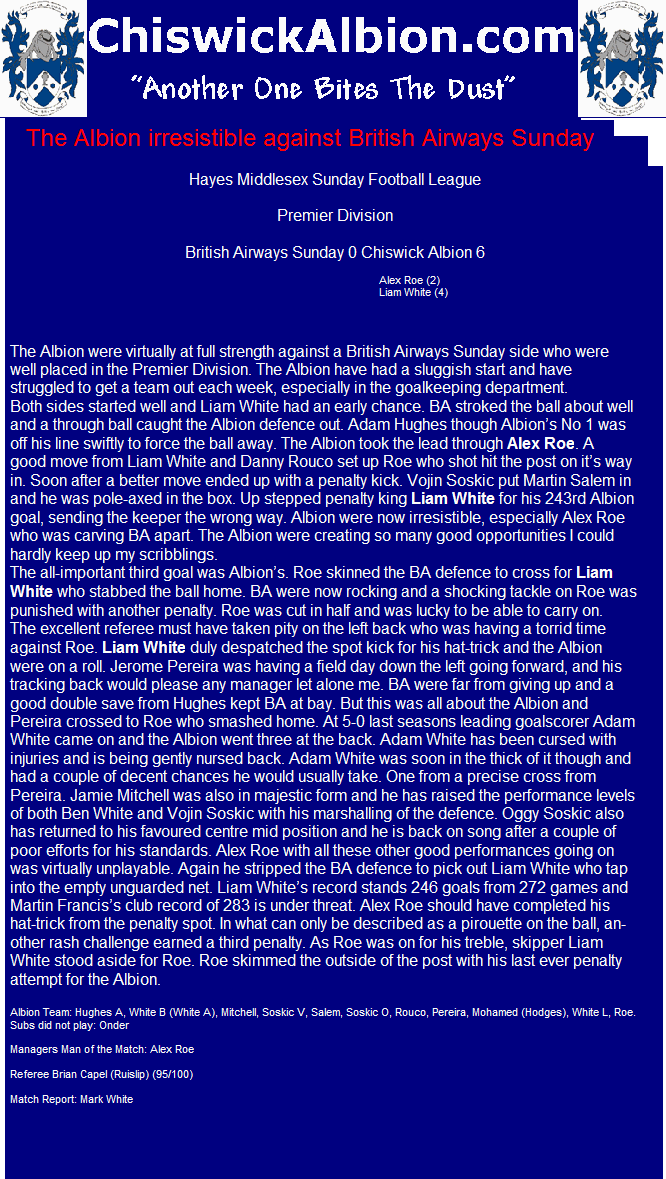 ChiswickAlbion.com
“Another One Bites The Dust”
The Albion irresistible against British Airways Sunday
Hayes Middlesex Sunday Football League
Premier Division
British Airways Sunday 0 Chiswick Albion 6
Alex Roe (2)
Liam White (4)
The Albion were virtually at full strength against a British Airways Sunday side who were
well placed in the Premier Division. The Albion have had a sluggish start and have
struggled to get a team out each week, especially in the goalkeeping department.
Both sides started well and Liam White had an early chance. BA stroked the ball about well
and a through ball caught the Albion defence out. Adam Hughes though Albion’s No 1 was
off his line swiftly to force the ball away. The Albion took the lead through Alex Roe. A
good move from Liam White and Danny Rouco set up Roe who shot hit the post on it’s way
in. Soon after a better move ended up with a penalty kick. Vojin Soskic put Martin Salem in
and he was pole-axed in the box. Up stepped penalty king Liam White for his 243rd Albion
goal, sending the keeper the wrong way. Albion were now irresistible, especially Alex Roe
who was carving BA apart. The Albion were creating so many good opportunities I could
hardly keep up my scribblings.
The all-important third goal was Albion’s. Roe skinned the BA defence to cross for Liam
White who stabbed the ball home. BA were now rocking and a shocking tackle on Roe was
punished with another penalty. Roe was cut in half and was lucky to be able to carry on.
The excellent referee must have taken pity on the left back who was having a torrid time
against Roe. Liam White duly despatched the spot kick for his hat-trick and the Albion
were on a roll. Jerome Pereira was having a field day down the left going forward, and his
tracking back would please any manager let alone me. BA were far from giving up and a
good double save from Hughes kept BA at bay. But this was all about the Albion and
Pereira crossed to Roe who smashed home. At 5-0 last seasons leading goalscorer Adam
White came on and the Albion went three at the back. Adam White has been cursed with
injuries and is being gently nursed back. Adam White was soon in the thick of it though and
had a couple of decent chances he would usually take. One from a precise cross from
Pereira. Jamie Mitchell was also in majestic form and he has raised the performance levels
of both Ben White and Vojin Soskic with his marshalling of the defence. Oggy Soskic also
has returned to his favoured centre mid position and he is back on song after a couple of
poor efforts for his standards. Alex Roe with all these other good performances going on
was virtually unplayable. Again he stripped the BA defence to pick out Liam White who tap
into the empty unguarded net. Liam White’s record stands 246 goals from 272 games and
Martin Francis’s club record of 283 is under threat. Alex Roe should have completed his
hat-trick from the penalty spot. In what can only be described as a pirouette on the ball, an-
other rash challenge earned a third penalty. As Roe was on for his treble, skipper Liam
White stood aside for Roe. Roe skimmed the outside of the post with his last ever penalty
attempt for the Albion.
Albion Team: Hughes A, White B (White A), Mitchell, Soskic V, Salem, Soskic O, Rouco, Pereira, Mohamed (Hodges), White L, Roe.
Subs did not play: Onder
Managers Man of the Match: Alex Roe
Referee Brian Capel (Ruislip) (95/100)
Match Report: Mark White